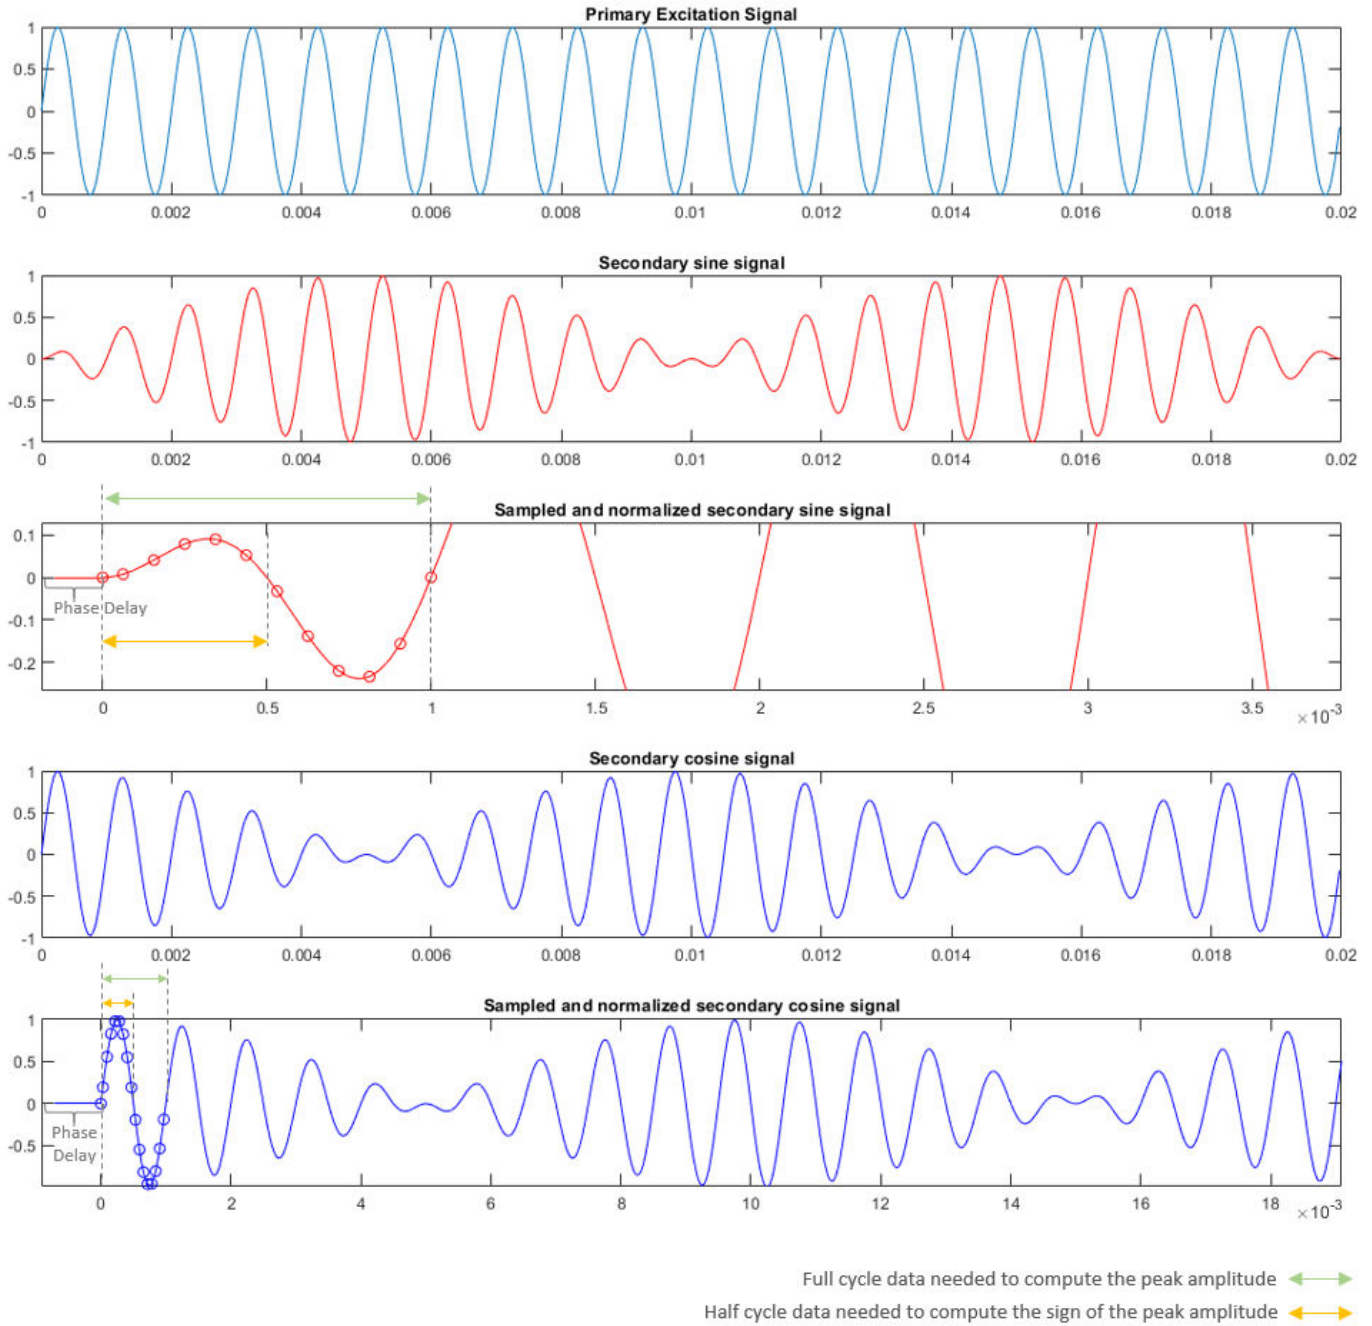 Primary Excitation Signal
1
0.5
0
-0.5
-1
0 0.002 0.004 0.006 0.008 0.01 0.012 0.014 0.016 0.018 0.02
Secondary sine signal
1
0.5
0
-0.5
-1
0 0.002 0.004 0.006 0.008 0.01 0.012 0.014 0.016 0.018 0.02
Sampled and normalized secondary sine signal
0.1
0
Phase Delay
-0.1
-0.2
0 0.5 1 1.5 2 2.5 3 3.5 ×10⁻³
Secondary cosine signal
1
0.5
0
-0.5
-1
0 0.002 0.004 0.006 0.008 0.01 0.012 0.014 0.016 0.018 0.02
Sampled and normalized secondary cosine signal
1
0.5
0
Phase
Delay
-0.5
0 2 4 6 8 10 12 14 16 18 ×10⁻³
Full cycle data needed to compute the peak amplitude
Half cycle data needed to compute the sign of the peak amplitude